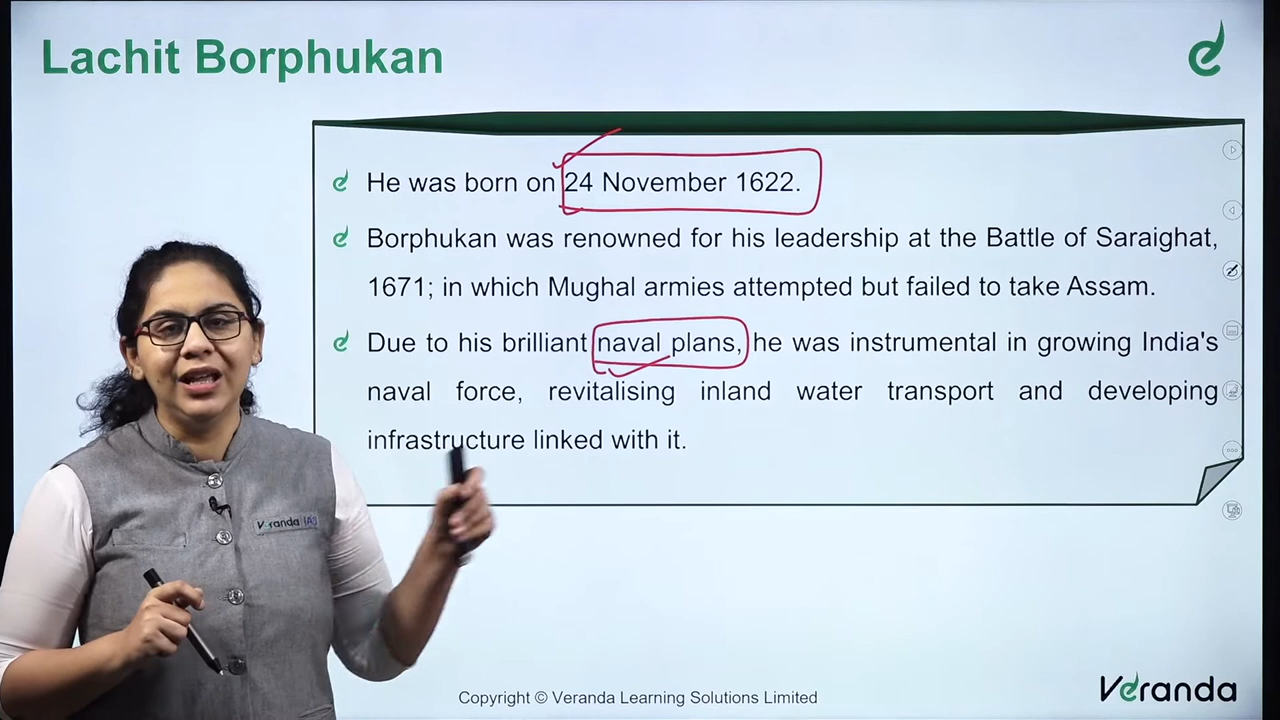 Lachit Borphukan
He was born on 24 November 1622.
Borphukan was renowned for his leadership at the Battle of Saraighat,
1671; in which Mughal armies attempted but failed to take Assam.
Due to his brilliant naval plans, he was instrumental in growing India's
naval force, revitalising inland water transport and developing
infrastructure linked with it.
Veranda IAS
Copyright © Veranda Learning Solutions Limited
Veranda